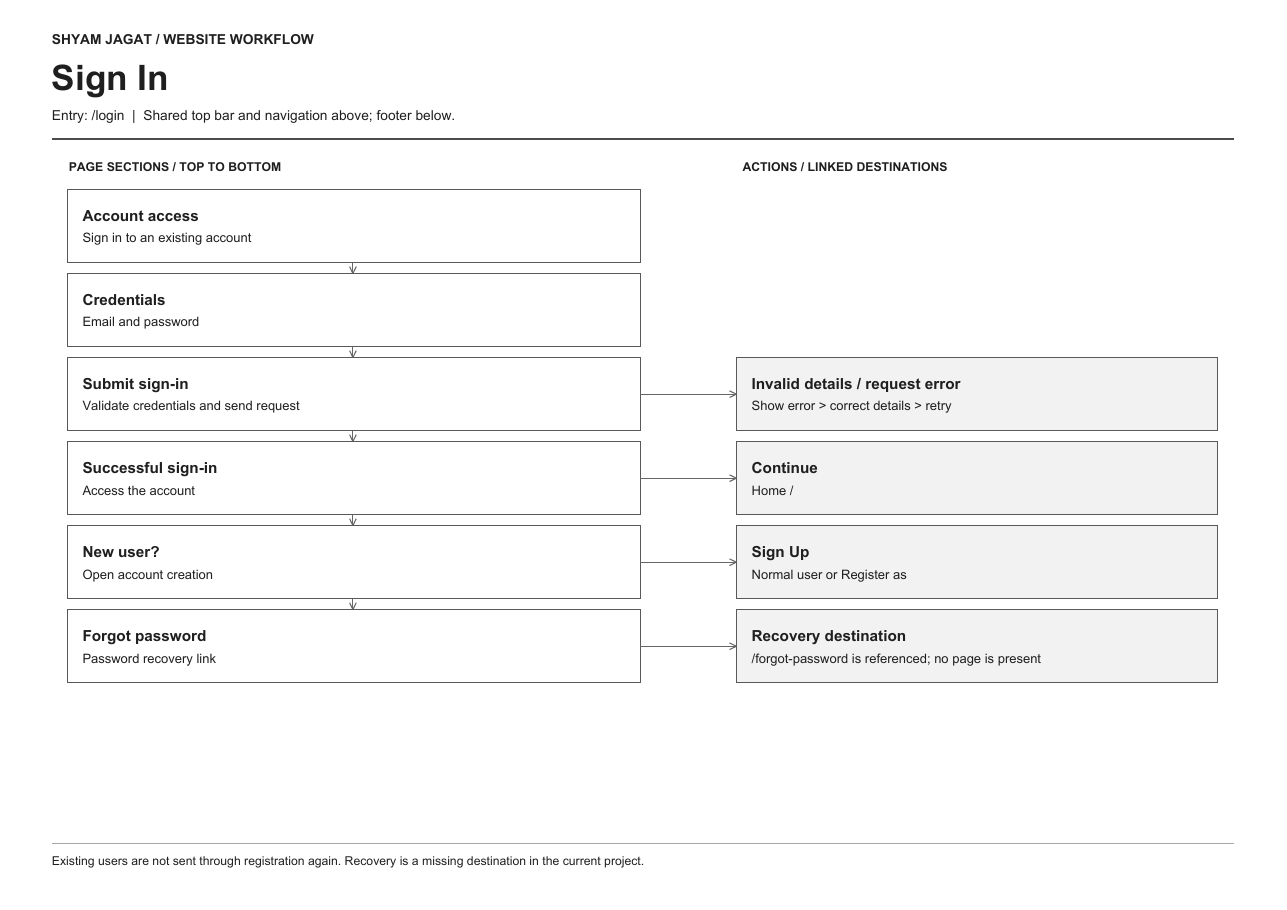 SHYAM JAGAT / WEBSITE WORKFLOW
Sign In
Entry: /login | Shared top bar and navigation above; footer below.
PAGE SECTIONS / TOP TO BOTTOM
ACTIONS / LINKED DESTINATIONS
Account access
Sign in to an existing account
Credentials
Email and password
Submit sign-in
Validate credentials and send request
Invalid details / request error
Show error > correct details > retry
Successful sign-in
Access the account
Continue
Home /
New user?
Open account creation
Sign Up
Normal user or Register as
Forgot password
Password recovery link
Recovery destination
/forgot-password is referenced; no page is present
Existing users are not sent through registration again. Recovery is a missing destination in the current project.